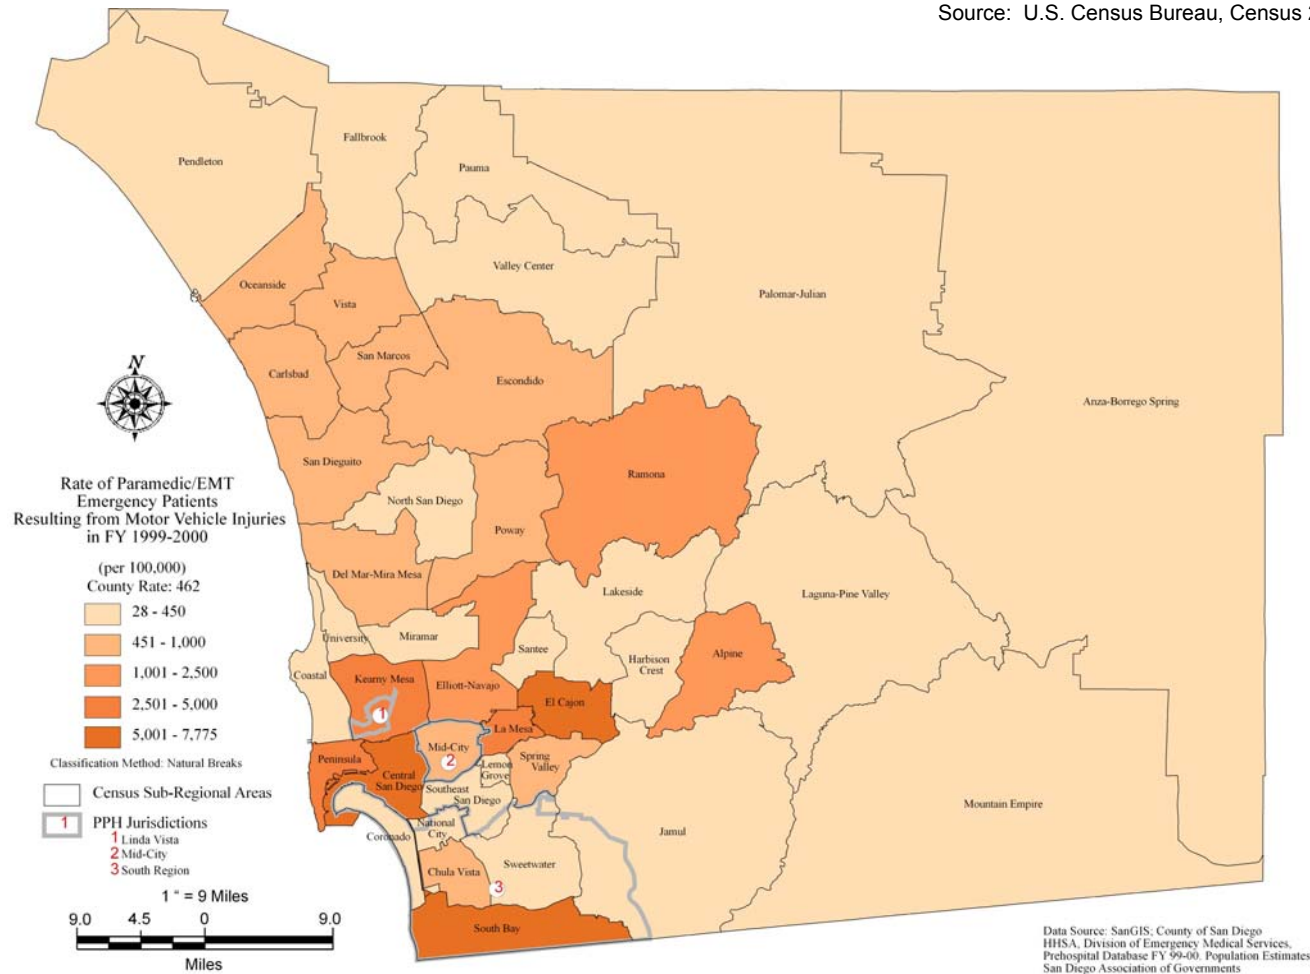 Source: U.S. Census Bureau, Census
Fallbrook
Pendleton
Pauma
Valley Center
Oceanside
Vista
Palomar-Julian
San Marcos
Carlsbad
Escondido
Anza-Borrego Spring
N
San Dieguito
Ramona
North San Diego
Poway
Rate of Paramedic/EMT
Emergency Patients
Resulting from Motor Vehicle Injuries
in FY 1999-2000
(per 100,000)
County Rate: 462
28 - 450
451 - 1,000
1,001 - 2,500
2,501 - 5,000
5,001 - 7,775
Classification Method: Natural Breaks
Census Sub-Regional Areas
1 PPH Jurisdictions
1 Linda Vista
2 Mid-City
3 South Region
1 “ = 9 Miles
9.0 4.5 0 9.0
Miles
Del Mar-Mira Mesa
Lakeside
Laguna-Pine Valley
University
Miramar
Santee
Harbison
Crest
Alpine
Coastal
Kearny Mesa
1
Elliott-Navajo
El Cajon
La Mesa
Mid-City
2
Peninsula
Central
San Diego
Spring
Valley
Lemon
Grove
Southeast
San Diego
Coronado
National
City
Sweetwater
Chula Vista
3
South Bay
Jamul
Mountain Empire
Data Source: SanGIS; County of San Diego
HHSA, Division of Emergency Medical Services,
Prehospital Database FY 99-00. Population Estimates
San Diego Association of Governments